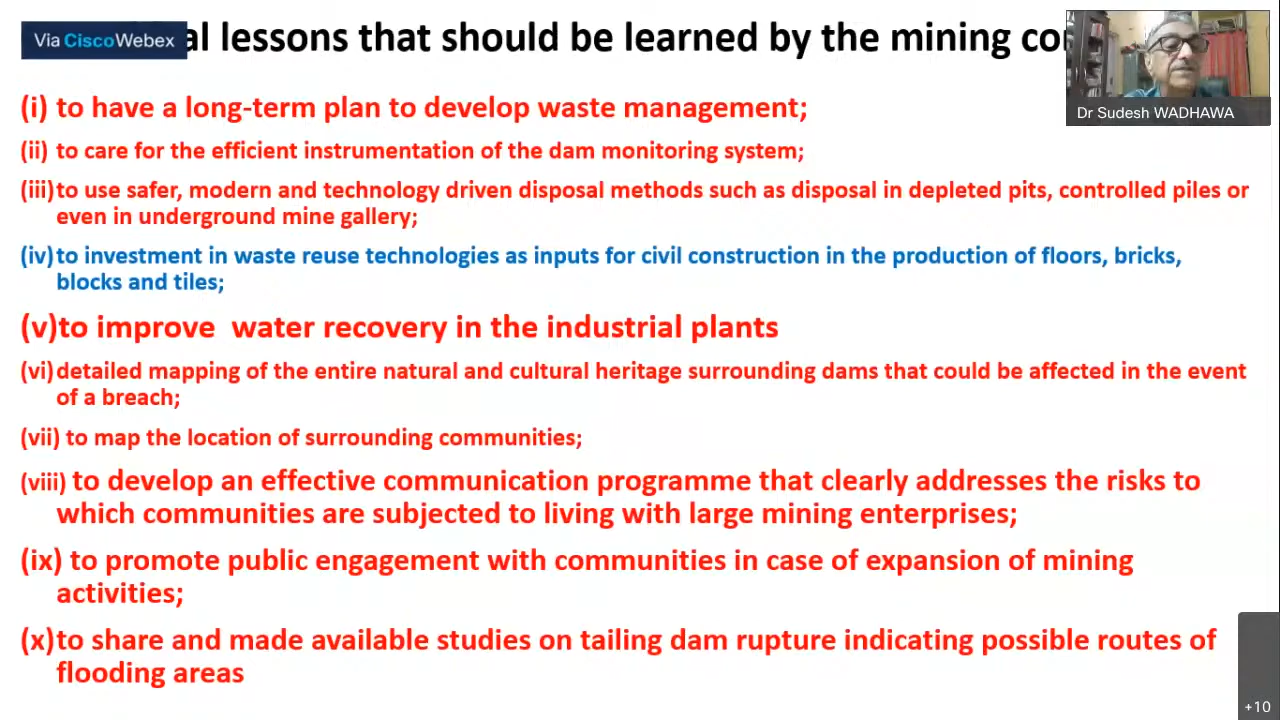 Via CiscoWebex
lessons that should be learned by the mining
Dr Sudesh WADHAWA
(i) to have a long-term plan to develop waste management;
(ii) to care for the efficient instrumentation of the dam monitoring system;
(iii) to use safer, modern and technology driven disposal methods such as disposal in depleted pits, controlled piles or
even in underground mine gallery;
(iv) to investment in waste reuse technologies as inputs for civil construction in the production of floors, bricks,
blocks and tiles;
(v)to improve water recovery in the industrial plants
(vi) detailed mapping of the entire natural and cultural heritage surrounding dams that could be affected in the event
of a breach;
(vii) to map the location of surrounding communities;
(viii) to develop an effective communication programme that clearly addresses the risks to
which communities are subjected to living with large mining enterprises;
(ix) to promote public engagement with communities in case of expansion of mining
activities;
(x)to share and made available studies on tailing dam rupture indicating possible routes of
flooding areas
+10